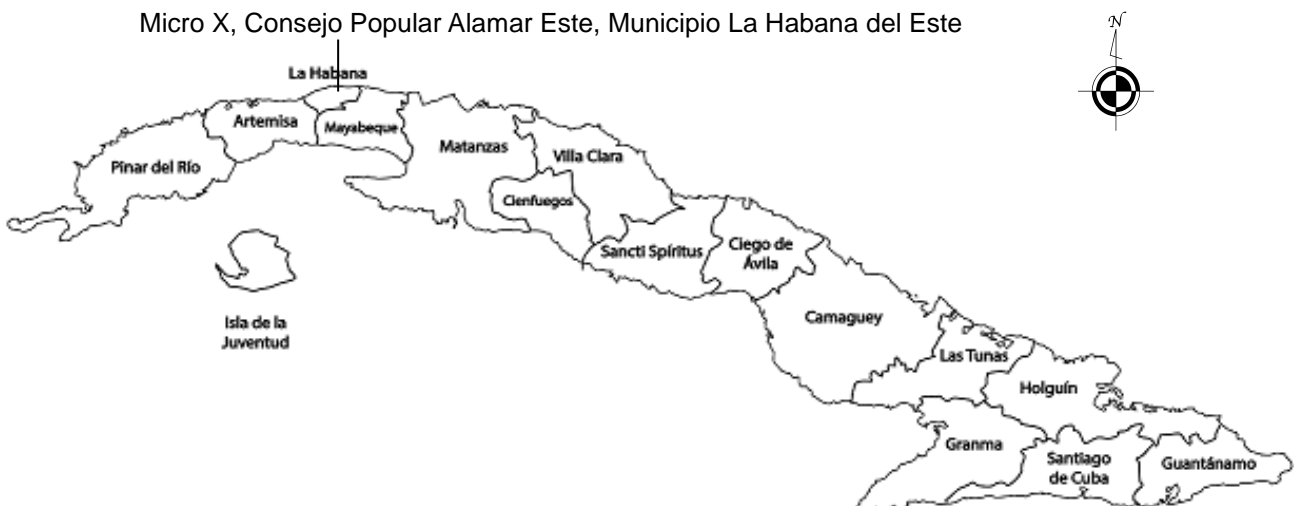 Micro X, Consejo Popular Alamar Este, Municipio La Habana del Este
N
La Habana
Artemisa
Mayabeque
Matanzas
Villa Clara
Pinar del Río
Cienfuegos
Sancti Spíritus
Ciego de
Ávila
Isla de la
Juventud
Camaguey
Las Tunas
Holguín
Granma
Santiago
de Cuba
Guantánamo